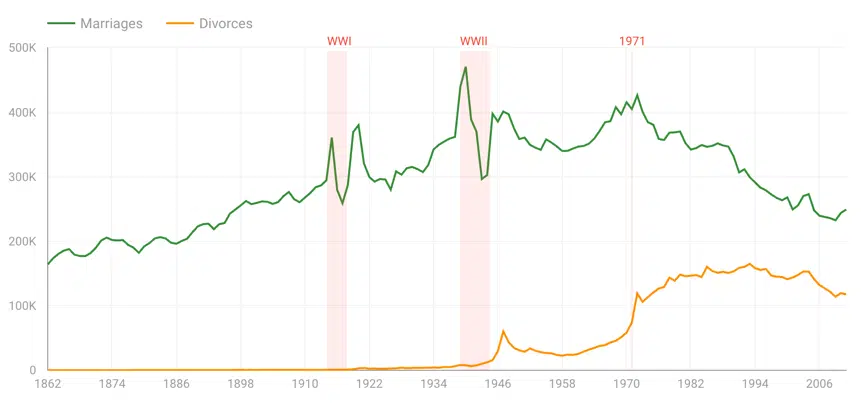 Marriages Divorces
WWI WWII 1971
500K
400K
300K
200K
100K
0
1862 1874 1886 1898 1910 1922 1934 1946 1958 1970 1982 1994 2006